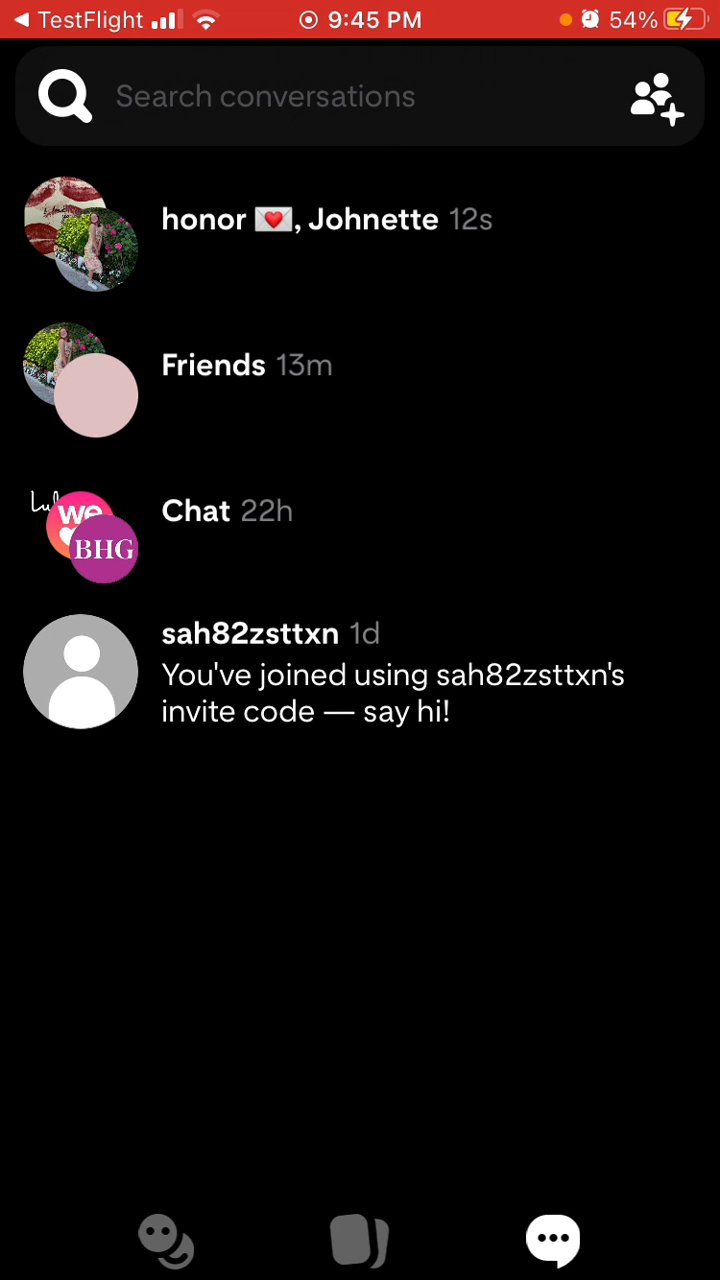 TestFlight 9:45 PM 54%
Search conversations
honor 💌, Johnette 12s
Friends 13m
Chat 22h
we
BHG
sah82zsttxn 1d
You've joined using sah82zsttxn's
invite code — say hi!